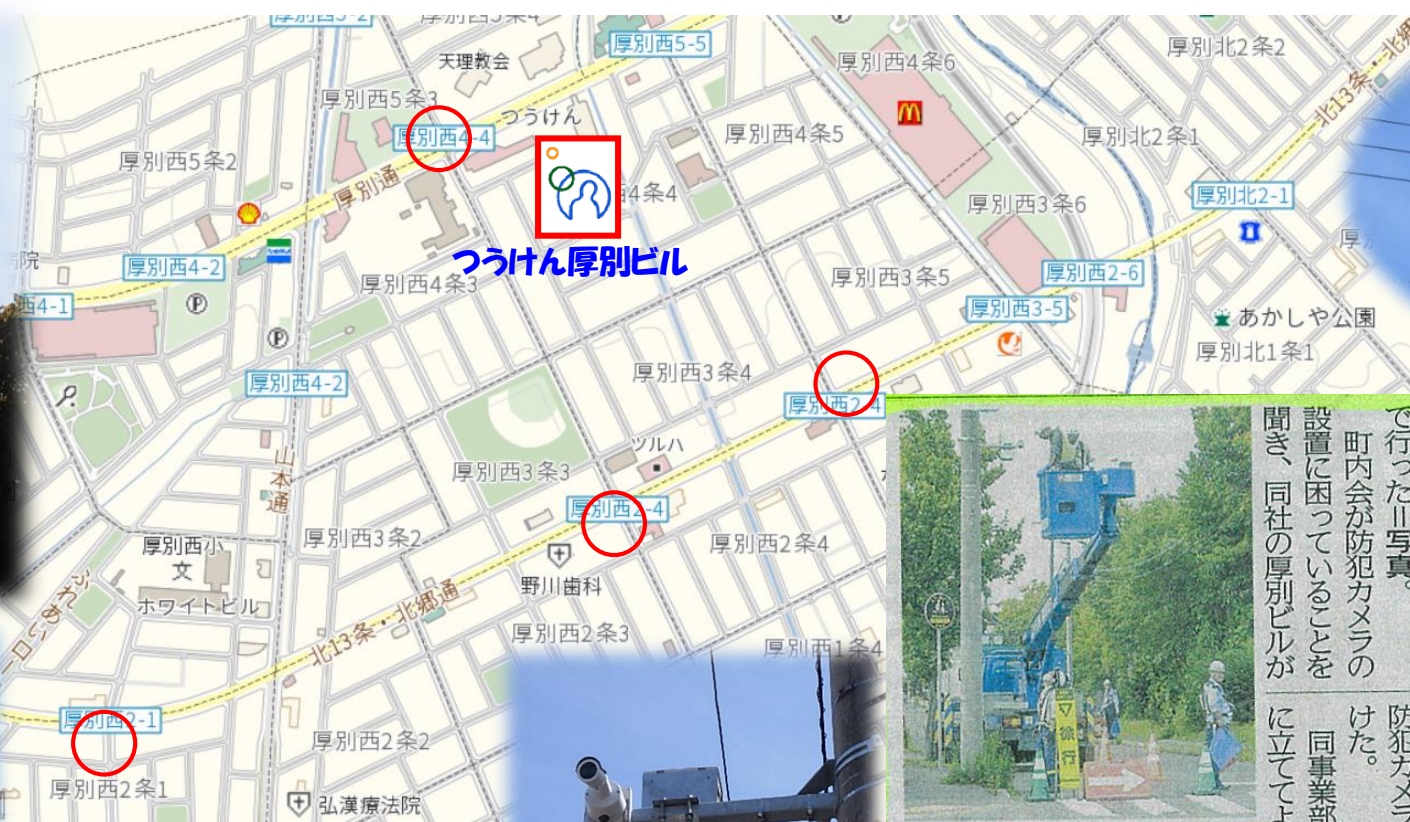 厚別西5条3
天理教会
厚別西5-5
厚別西4条6
厚別北2条2
北13条・北郷
つうけん
厚別西4-4
厚別西4条5
厚別北2条1
厚別西5条2
厚別通
4条4
厚別西3条6
厚別北2-1
つうけん厚別ビル
厚別西4-2
西4-1
P
厚別西4条3
厚別西3条5
厚別西2-6
厚別西3-5
あかしや公園
P
厚別西4-2
厚別西3条4
厚別北1条1
厚別西2-4
ツルハ
山本通
厚別西3条3
厚別西2-4
厚別西小
文
厚別西3条2
厚別西2条4
野川歯科
ホワイトビル
ふれあいロー
北13条・北郷通
厚別西2条3
厚別西1条4
厚別西2-1
厚別西2条2
厚別西2条1
弘漢療法院
で行った＝写真。
町内会が防犯カメラの
設置に困っていることを
聞き、同社の厚別ビルが
防犯カメラ
けた。
同事業部
に立ててよ
徐行